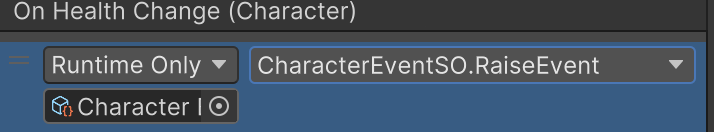 On Health Change (Character)
Runtime Only
CharacterEventSO.RaiseEvent
Character